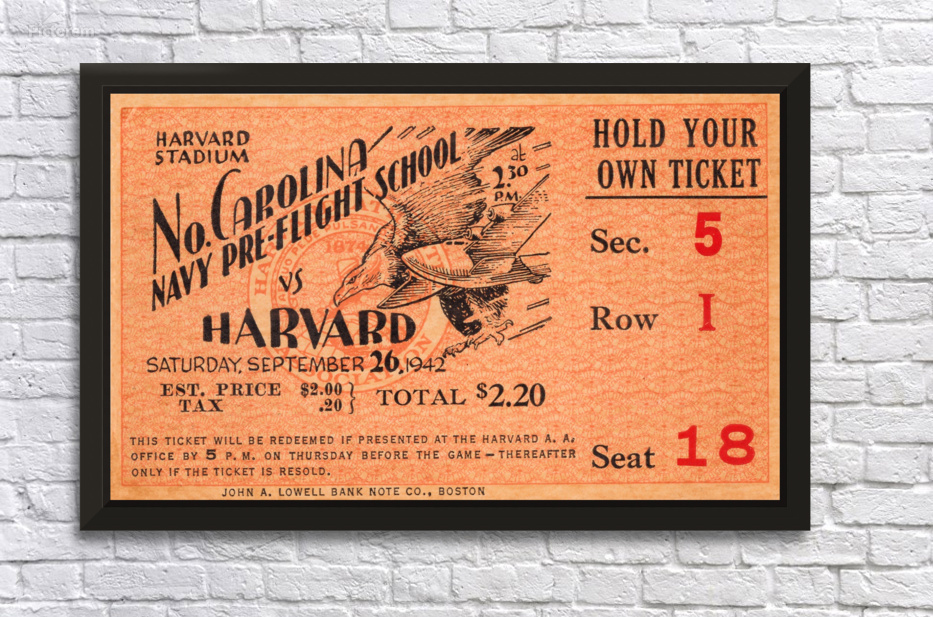 HARVARD
STADIUM
No. CAROLINA
NAVY PRE-FLIGHT SCHOOL
at
2:30
P.M.
VS
HARVARD
SATURDAY, SEPTEMBER 26, 1942
EST. PRICE $2.00
TAX .20
TOTAL $2.20
THIS TICKET WILL BE REDEEMED IF PRESENTED AT THE HARVARD A. A.
OFFICE BY 5 P. M. ON THURSDAY BEFORE THE GAME — THEREAFTER
ONLY IF THE TICKET IS RESOLD.
JOHN A. LOWELL BANK NOTE CO., BOSTON
HOLD YOUR
OWN TICKET
Sec. 5
Row I
Seat 18
1874